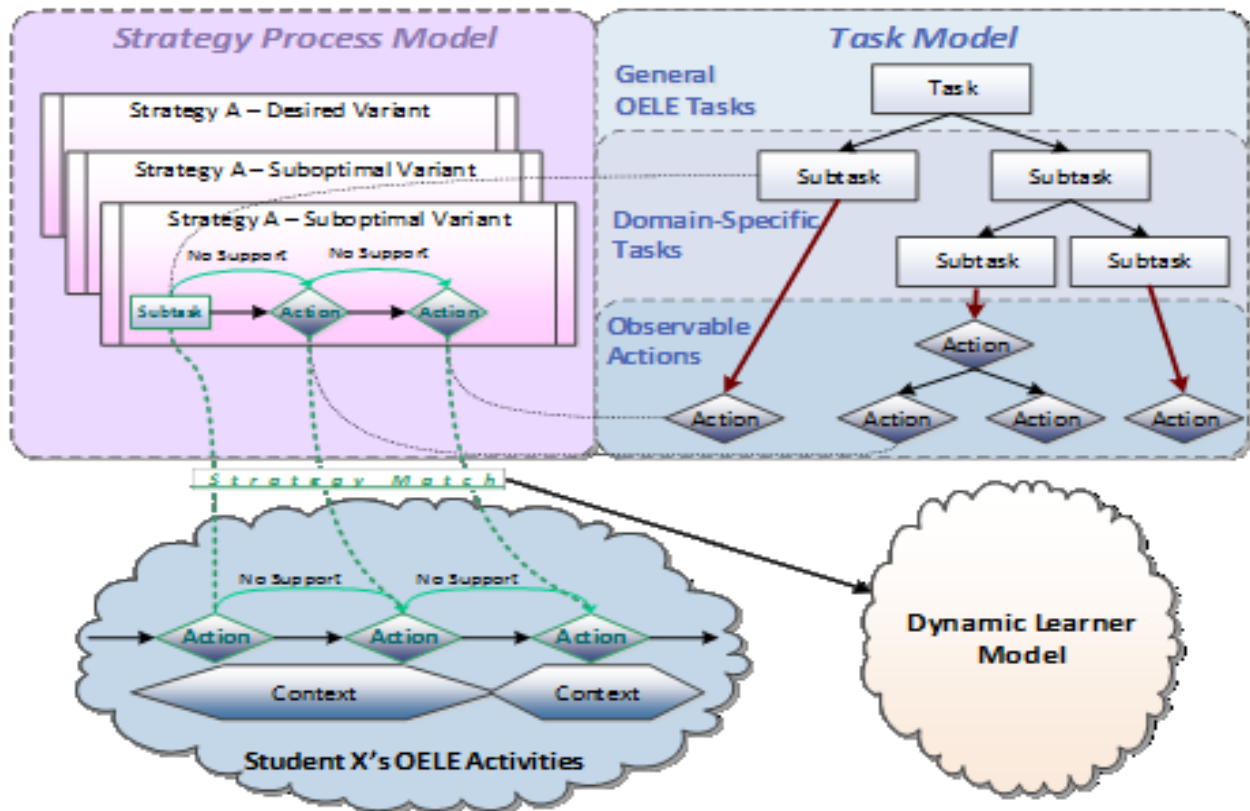 Strategy Process Model
Strategy A – Desired Variant
Strategy A – Suboptimal Variant
Strategy A – Suboptimal Variant
No Support
No Support
Subtask
Action
Action
Task Model
General
OELE Tasks
Task
Subtask
Subtask
Domain-Specific
Tasks
Subtask
Subtask
Observable
Actions
Action
Action
Action
Action
Action
Strategy Match
No Support
No Support
Action
Action
Action
Context
Context
Student X's OELE Activities
Dynamic Learner
Model